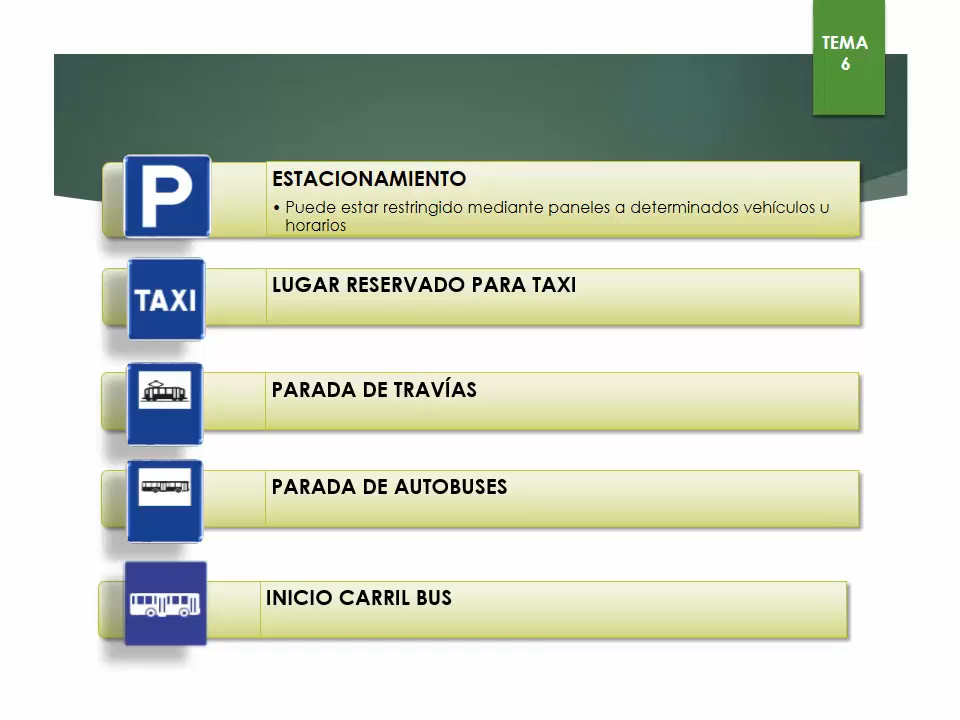 TEMA
6
P
ESTACIONAMIENTO
• Puede estar restringido mediante paneles a determinados vehículos u
horarios
TAXI
LUGAR RESERVADO PARA TAXI
PARADA DE TRAVÍAS
PARADA DE AUTOBUSES
INICIO CARRIL BUS